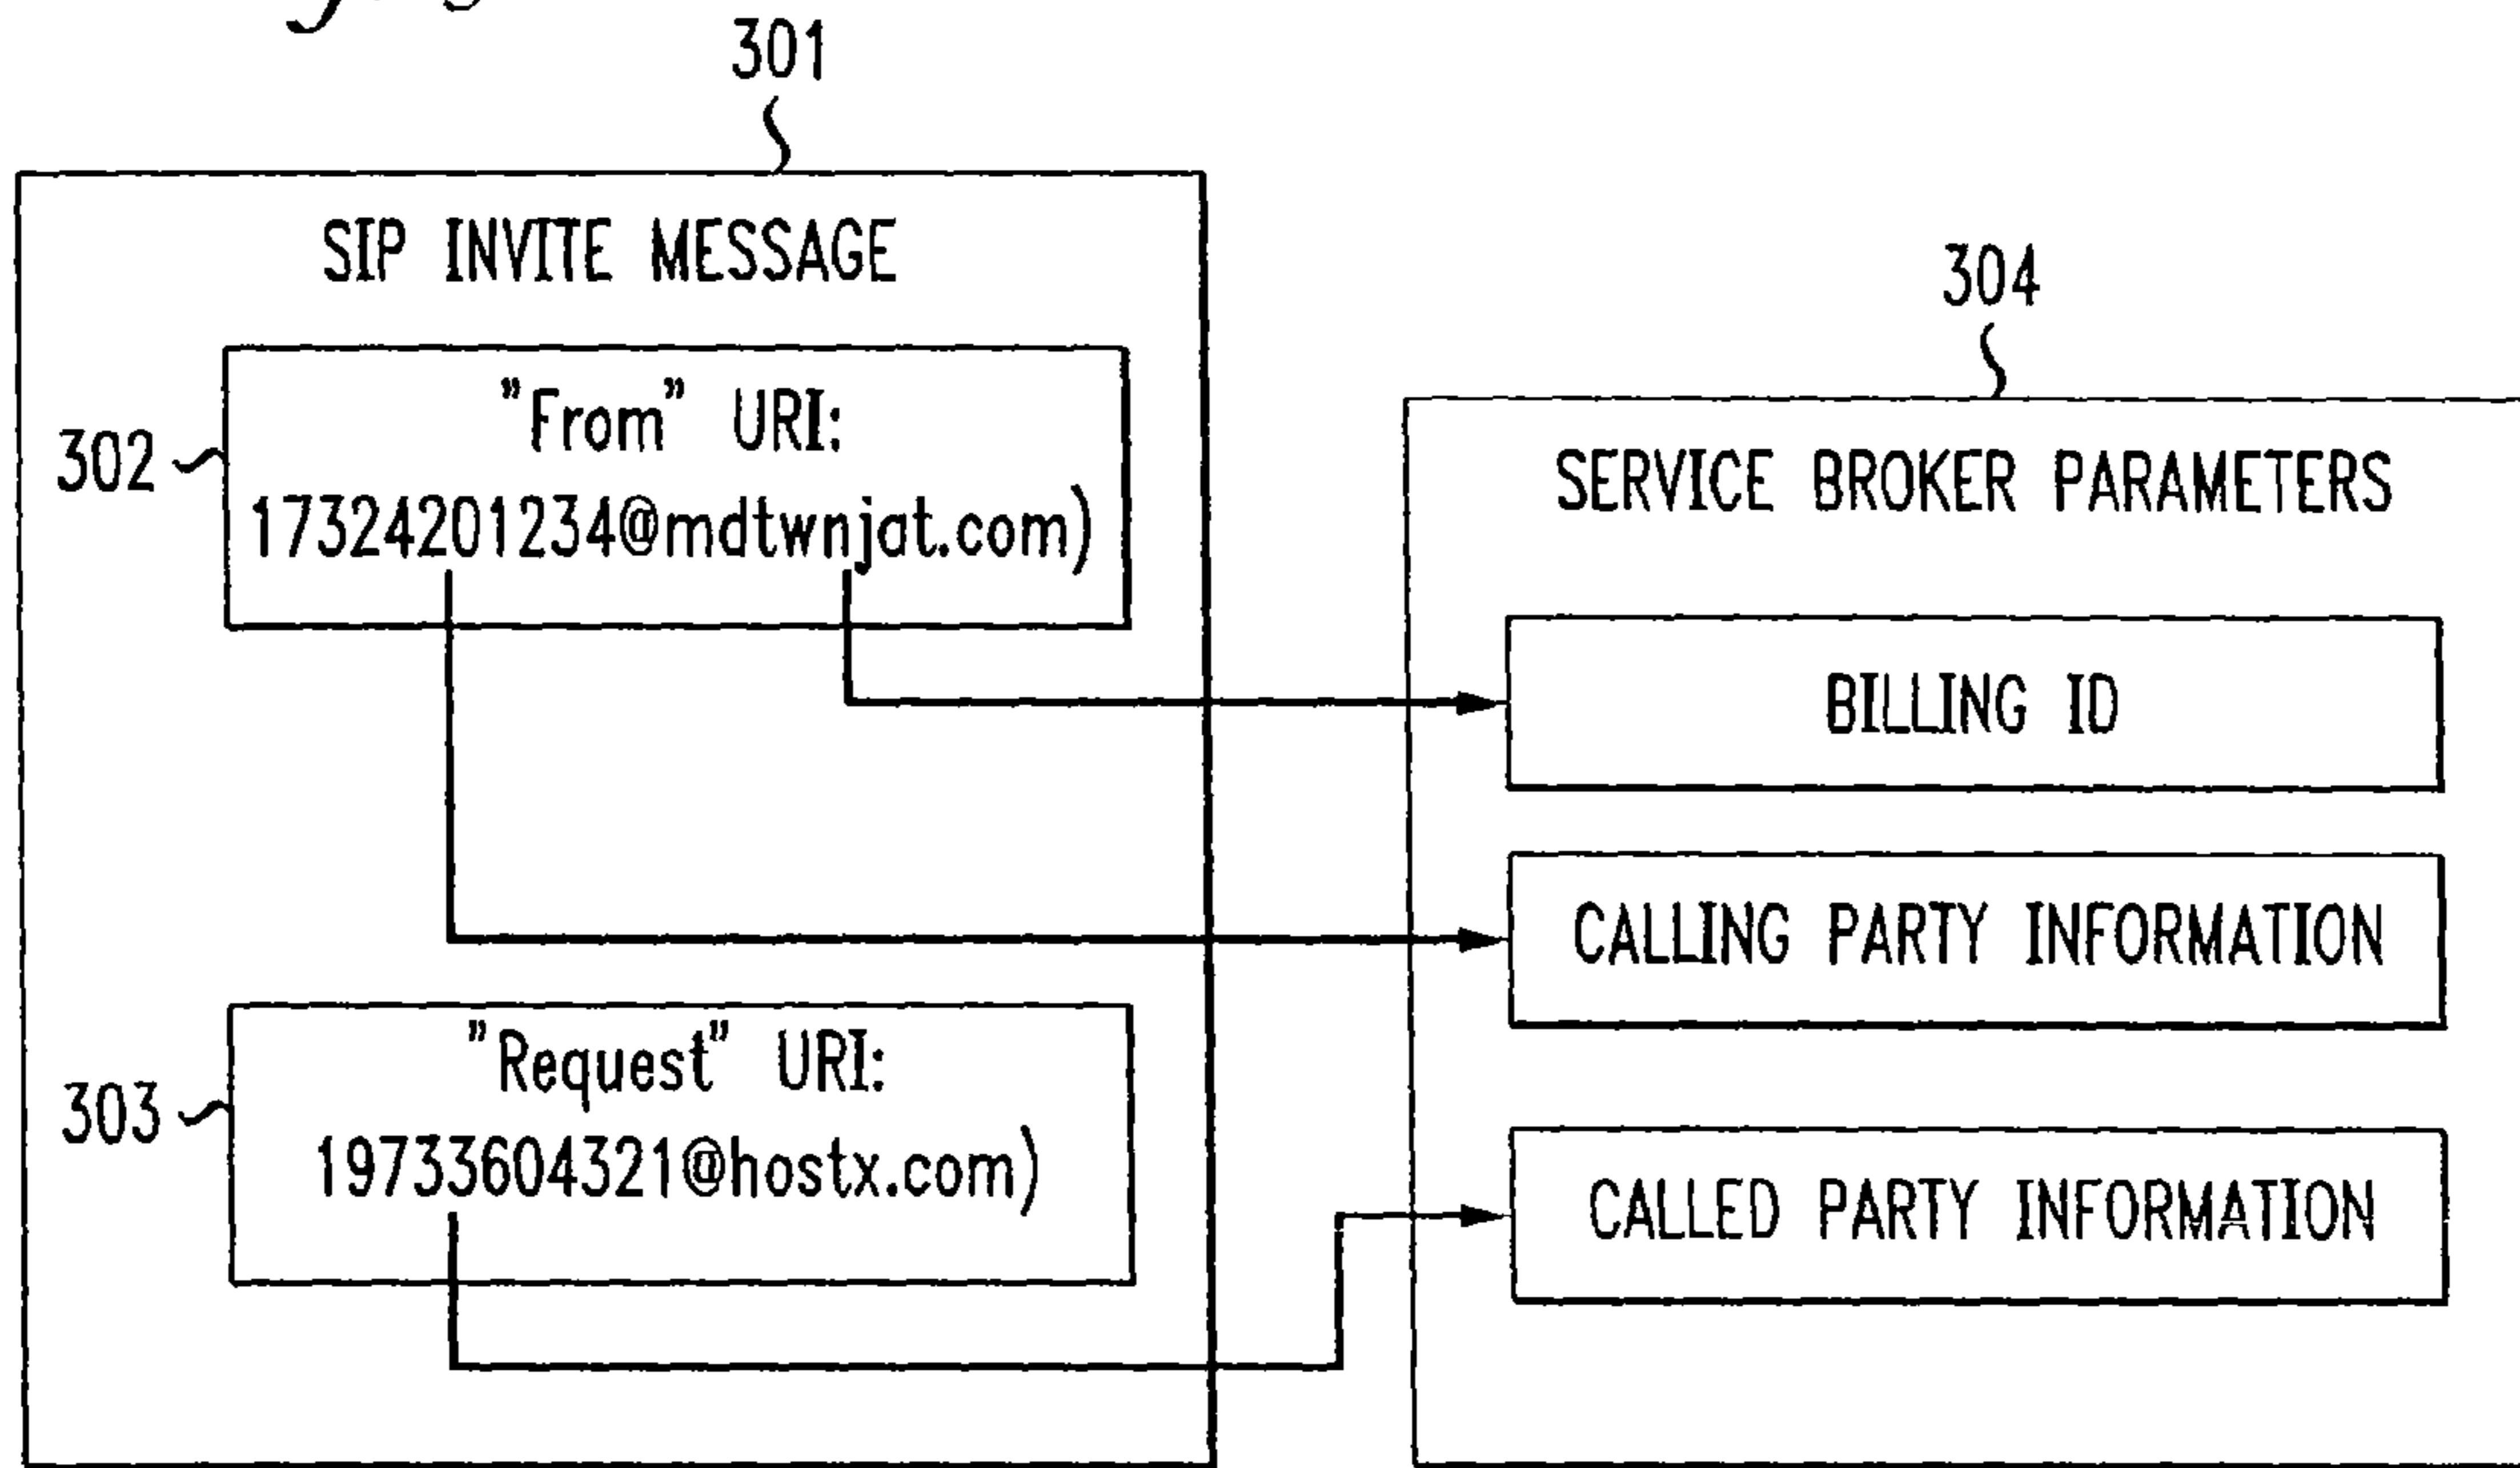 301
SIP INVITE MESSAGE
302
"From" URI:
17324201234@mdtwnjat.com)
303
"Request" URI:
19733604321@hostx.com)
304
SERVICE BROKER PARAMETERS
BILLING ID
CALLING PARTY INFORMATION
CALLED PARTY INFORMATION